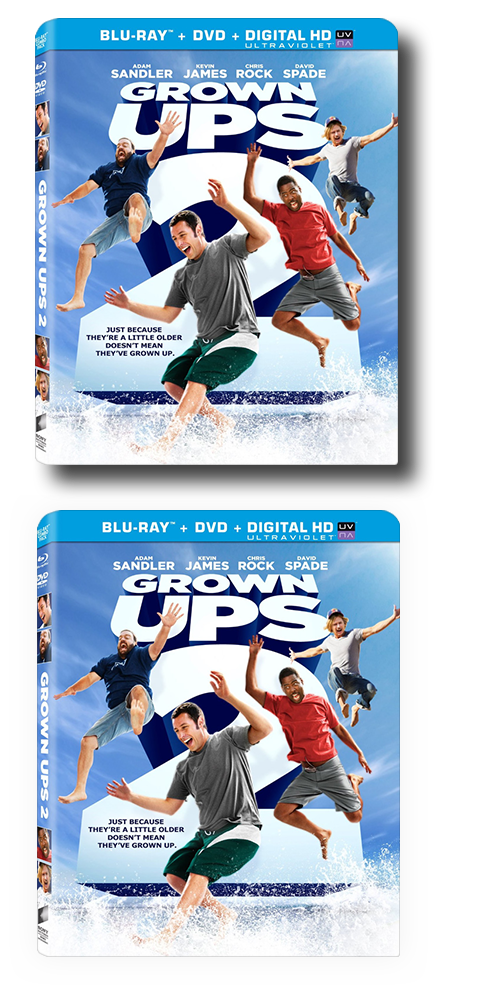 BLU-RAY™ + DVD + DIGITAL HD UV
ULTRAVIOLET
ADAM SANDLER KEVIN JAMES CHRIS ROCK DAVID SPADE
GROWN
UPS
2
JUST BECAUSE
THEY'RE A LITTLE OLDER
DOESN'T MEAN
THEY'VE GROWN UP.
GROWN UPS 2
BLU-RAY™ + DVD + DIGITAL HD UV
ULTRAVIOLET
ADAM SANDLER KEVIN JAMES CHRIS ROCK DAVID SPADE
GROWN
UPS
2
JUST BECAUSE
THEY'RE A LITTLE OLDER
DOESN'T MEAN
THEY'VE GROWN UP.
GROWN UPS 2